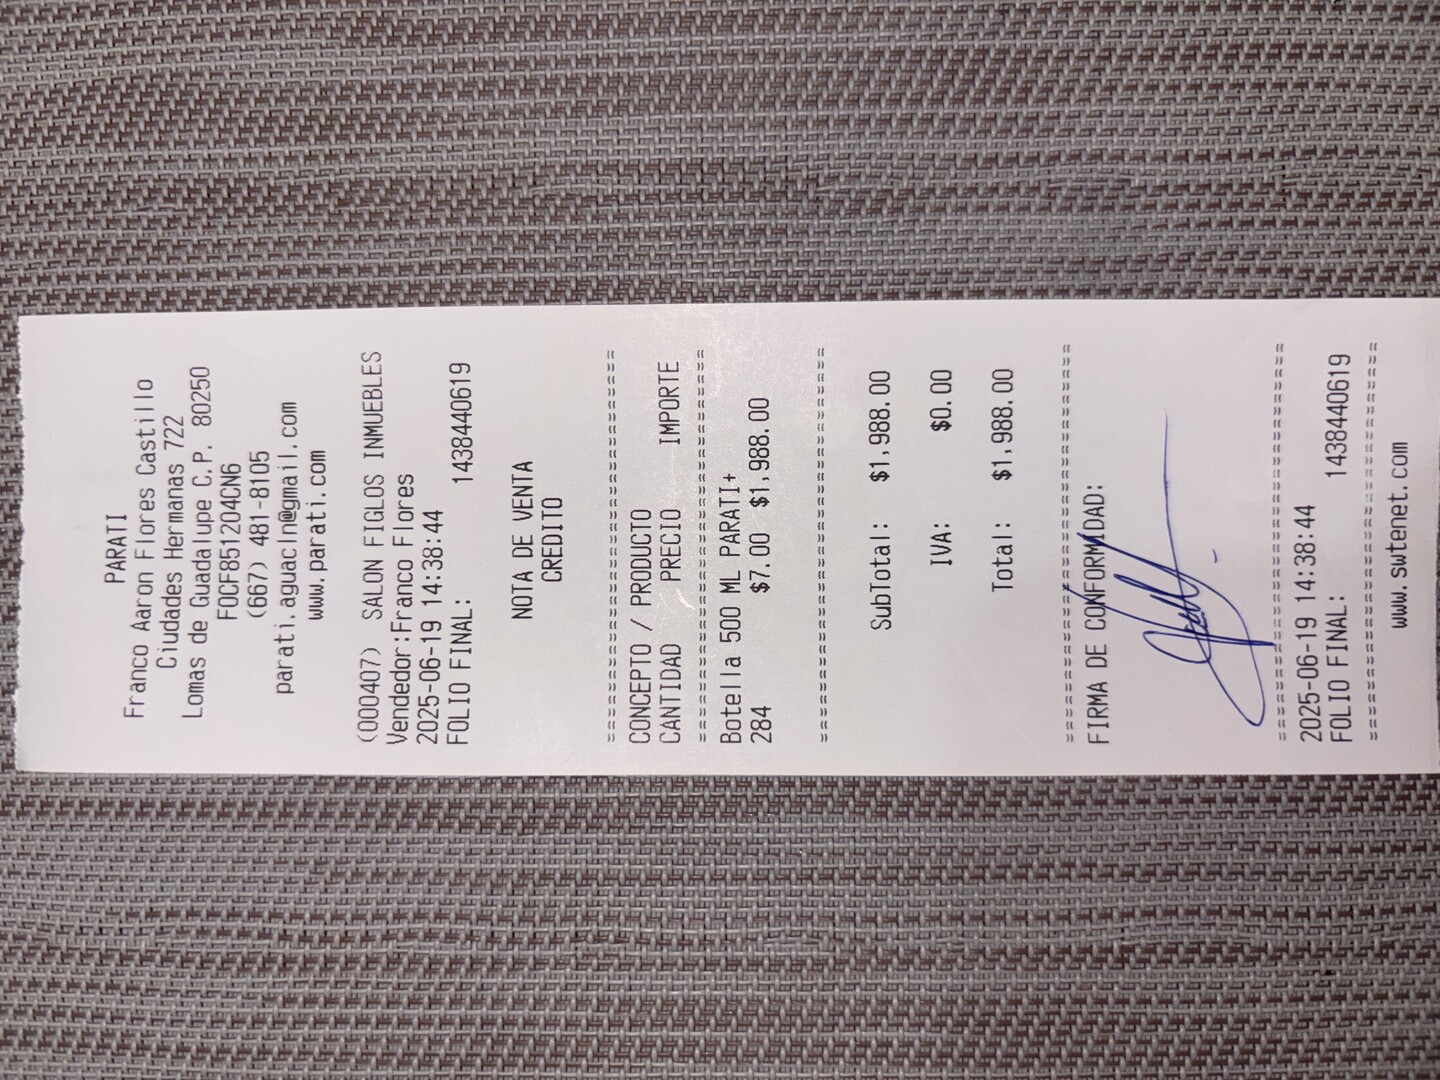 PARATI
Franco Aaron Flores Castillo
Ciudades Hermanas 722
Lomas de Guadalupe C.P. 80250
FOCF851204CN6
(667) 481-8105
parati.aguacln@gmail.com
www.parati.com
(000407) SALON FIGLOS INMUEBLES
Vendedor:Franco Flores
2025-06-19 14:38:44
FOLIO FINAL: 1438440619
NOTA DE VENTA
CREDITO
===============================
CONCEPTO / PRODUCTO
CANTIDAD PRECIO IMPORTE
===============================
Botella 500 ML PARATI+
284 $7.00 $1,988.00
===============================
SubTotal: $1,988.00
IVA: $0.00
Total: $1,988.00
===============================
FIRMA DE CONFORMIDAD:
===============================
2025-06-19 14:38:44
FOLIO FINAL: 1438440619
===============================
www.swtenet.com